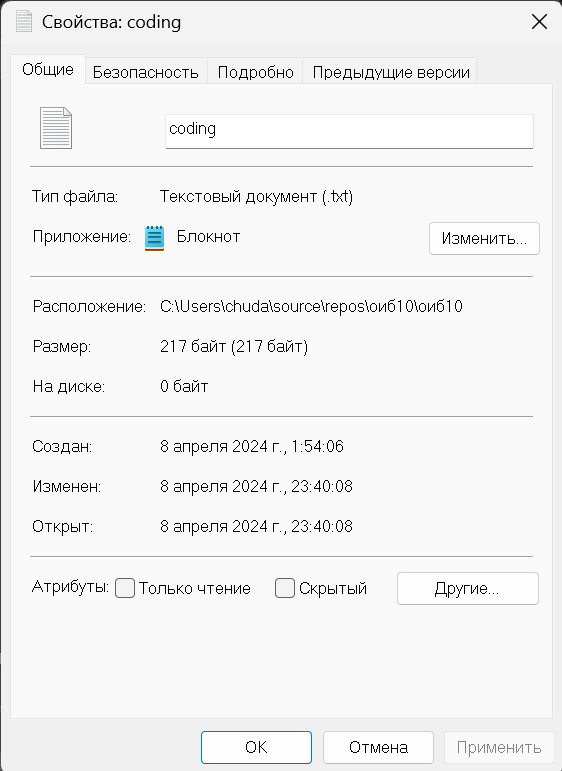 Свойства: coding
Общие Безопасность Подробно Предыдущие версии
coding
Тип файла: Текстовый документ (.txt)
Приложение: Блокнот Изменить...
Расположение: C:\Users\chuda\source\repos\оиб10\оиб10
Размер: 217 байт (217 байт)
На диске: 0 байт
Создан: 8 апреля 2024 г., 1:54:06
Изменен: 8 апреля 2024 г., 23:40:08
Открыт: 8 апреля 2024 г., 23:40:08
Атрибуты: Только чтение Скрытый Другие...
ОК Отмена Применить